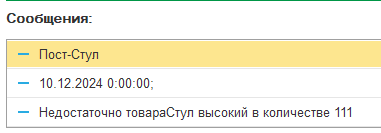 Сообщения:
Пост-Стул
10.12.2024 0:00:00;
Недостаточно товараСтул высокий в количестве 111